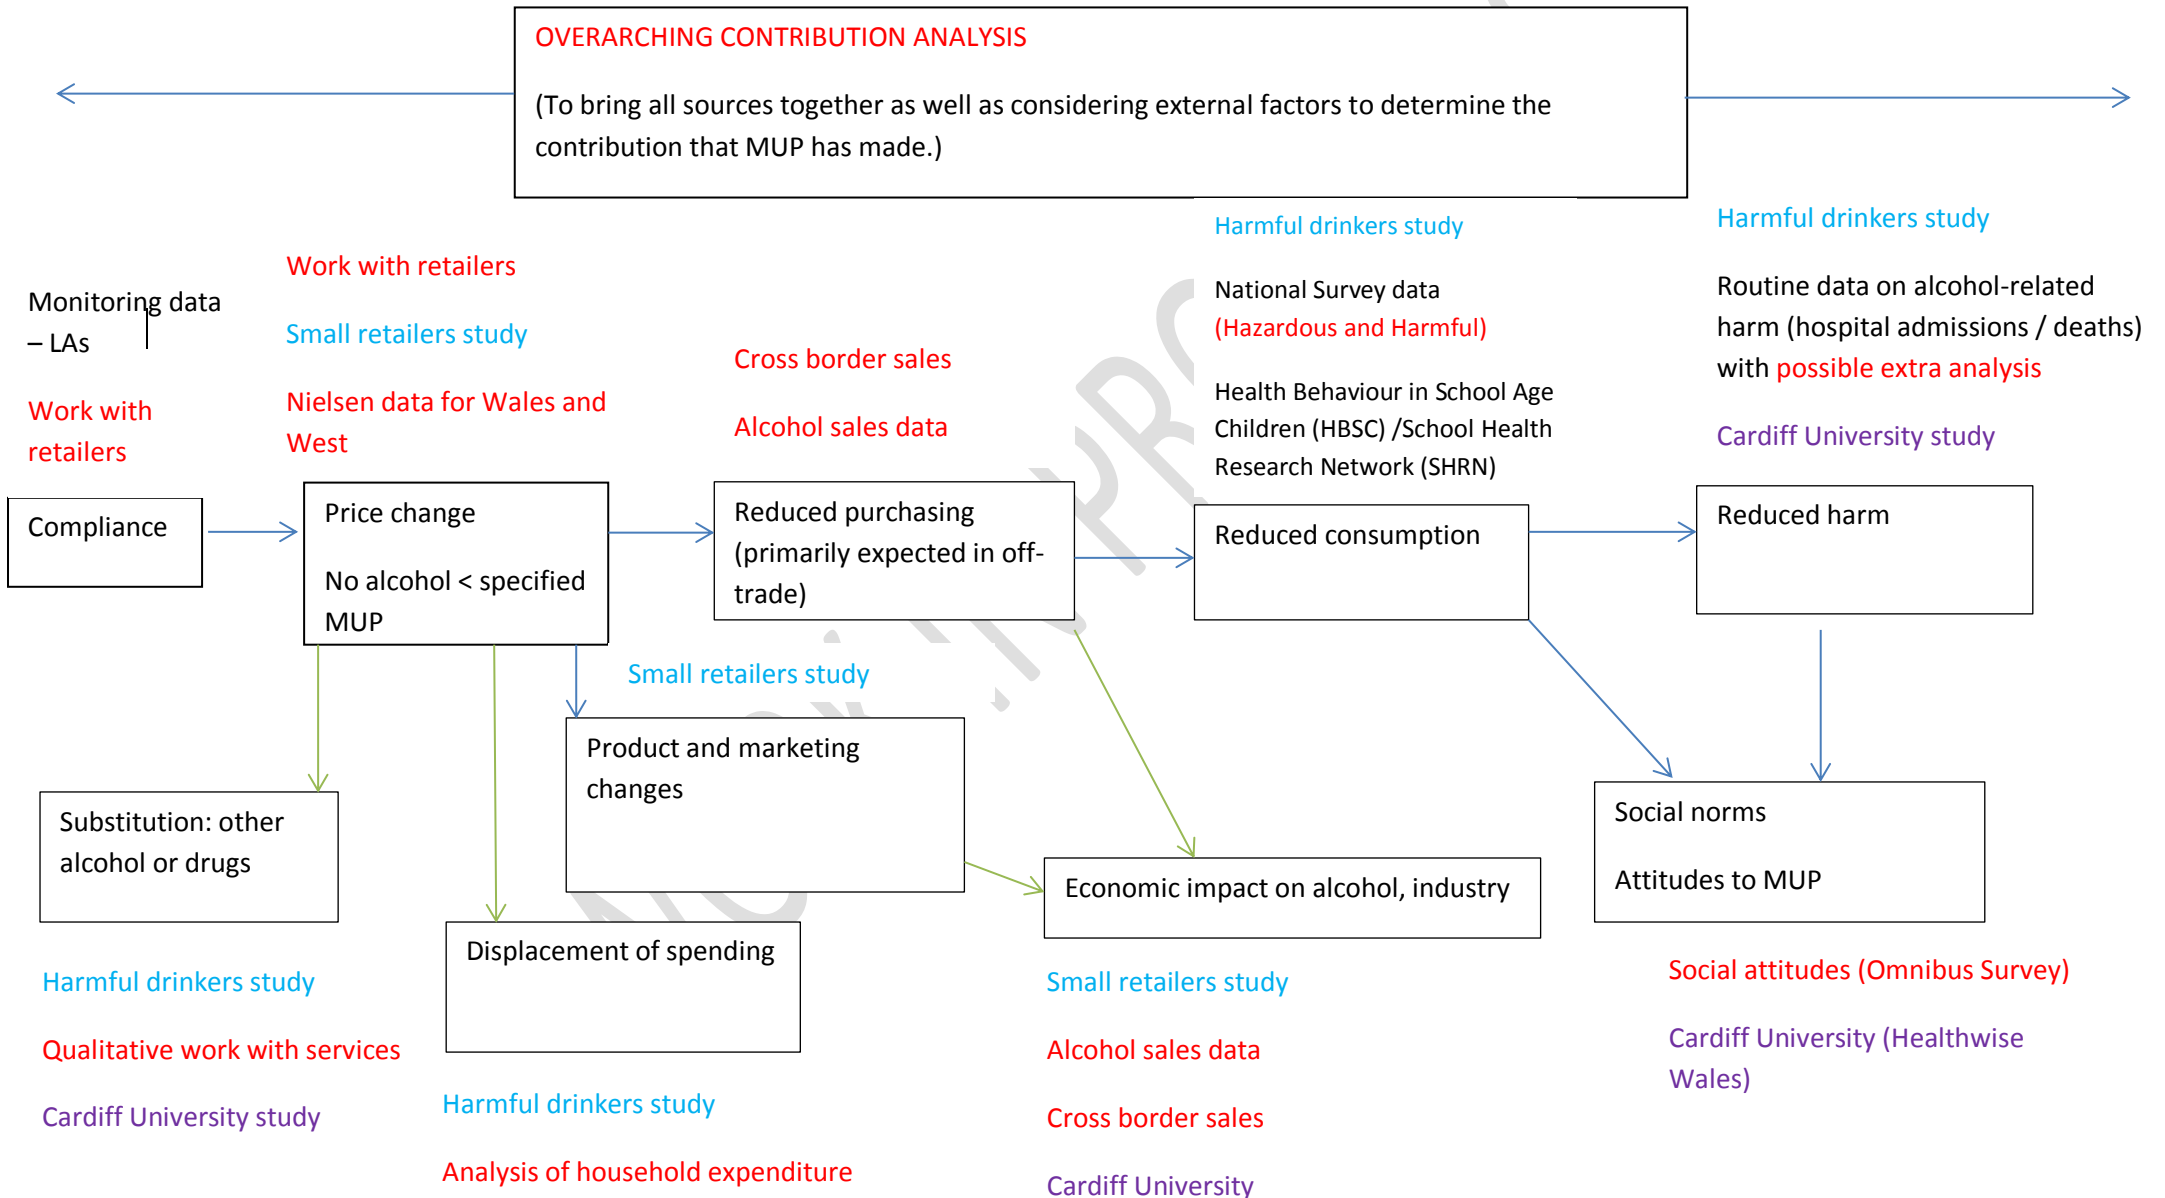 OVERARCHING CONTRIBUTION ANALYSIS
(To bring all sources together as well as considering external factors to determine the
contribution that MUP has made.)
Monitoring data
– LAs
Work with
retailers
Work with retailers
Small retailers study
Nielsen data for Wales and
West
Cross border sales
Alcohol sales data
Harmful drinkers study
National Survey data
(Hazardous and Harmful)
Health Behaviour in School Age
Children (HBSC) /School Health
Research Network (SHRN)
Harmful drinkers study
Routine data on alcohol-related
harm (hospital admissions / deaths)
with possible extra analysis
Cardiff University study
Compliance
Price change
No alcohol < specified
MUP
Reduced purchasing
(primarily expected in off-
trade)
Reduced consumption
Reduced harm
Small retailers study
Product and marketing
changes
Substitution: other
alcohol or drugs
Displacement of spending
Economic impact on alcohol, industry
Social norms
Attitudes to MUP
Harmful drinkers study
Qualitative work with services
Cardiff University study
Harmful drinkers study
Analysis of household expenditure
Small retailers study
Alcohol sales data
Cross border sales
Cardiff University
Social attitudes (Omnibus Survey)
Cardiff University (Healthwise
Wales)